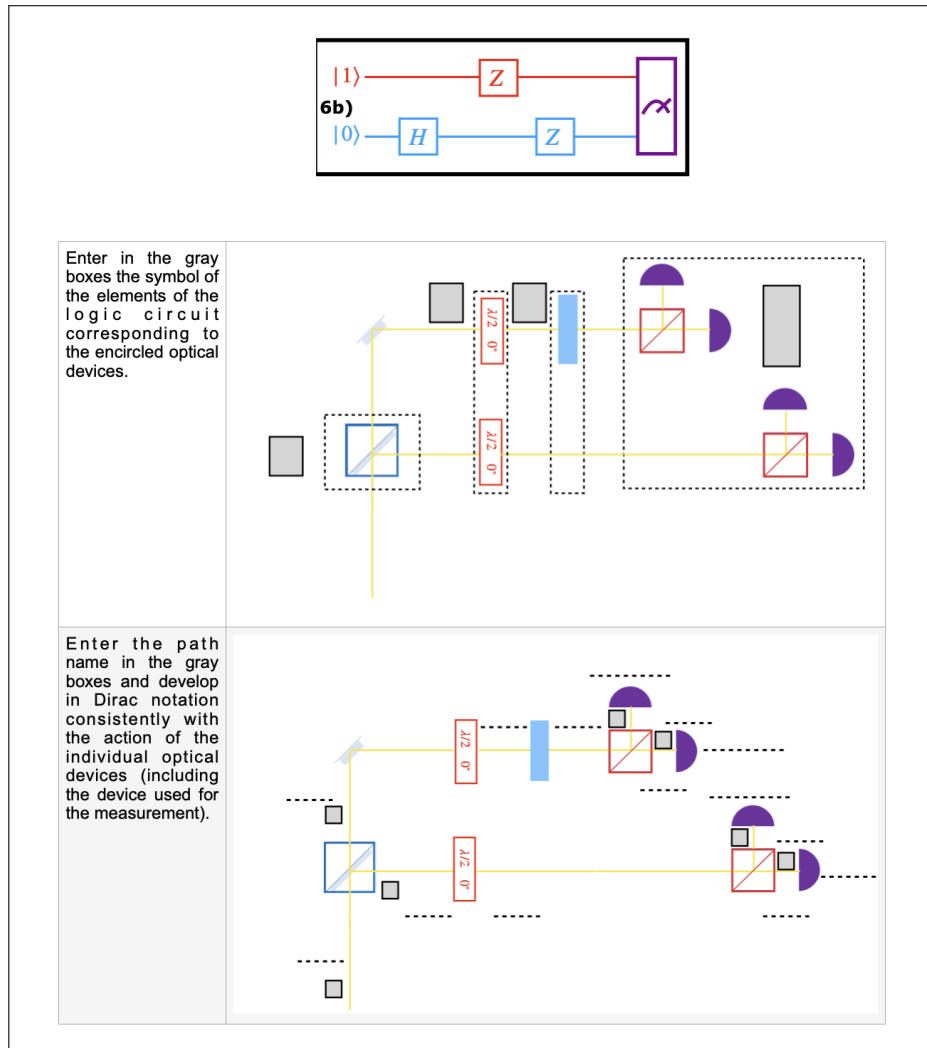 |1⟩ Z
6b)
|0⟩ H Z
Enter in the gray
boxes the symbol of
the elements of the
logic circuit
corresponding to
the encircled optical
devices.
λ/2 0°
λ/2 0°
Enter the path
name in the gray
boxes and develop
in Dirac notation
consistently with
the action of the
individual optical
devices (including
the device used for
the measurement).
λ/2 0°
λ/2 0°